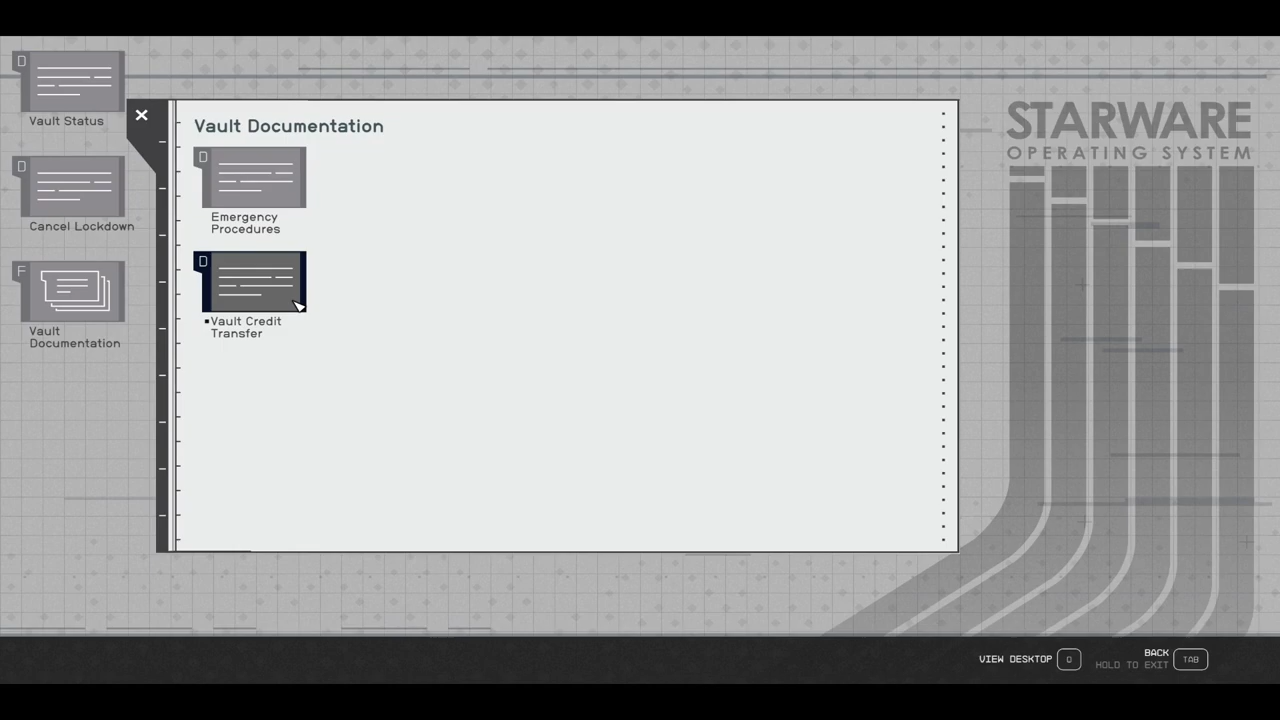 D
Vault Status
D
Cancel Lockdown
F
Vault
Documentation
Vault Documentation
D
Emergency
Procedures
D
Vault Credit
Transfer
STARWARE
OPERATING SYSTEM
VIEW DESKTOP Q
BACK
HOLD TO EXIT TAB